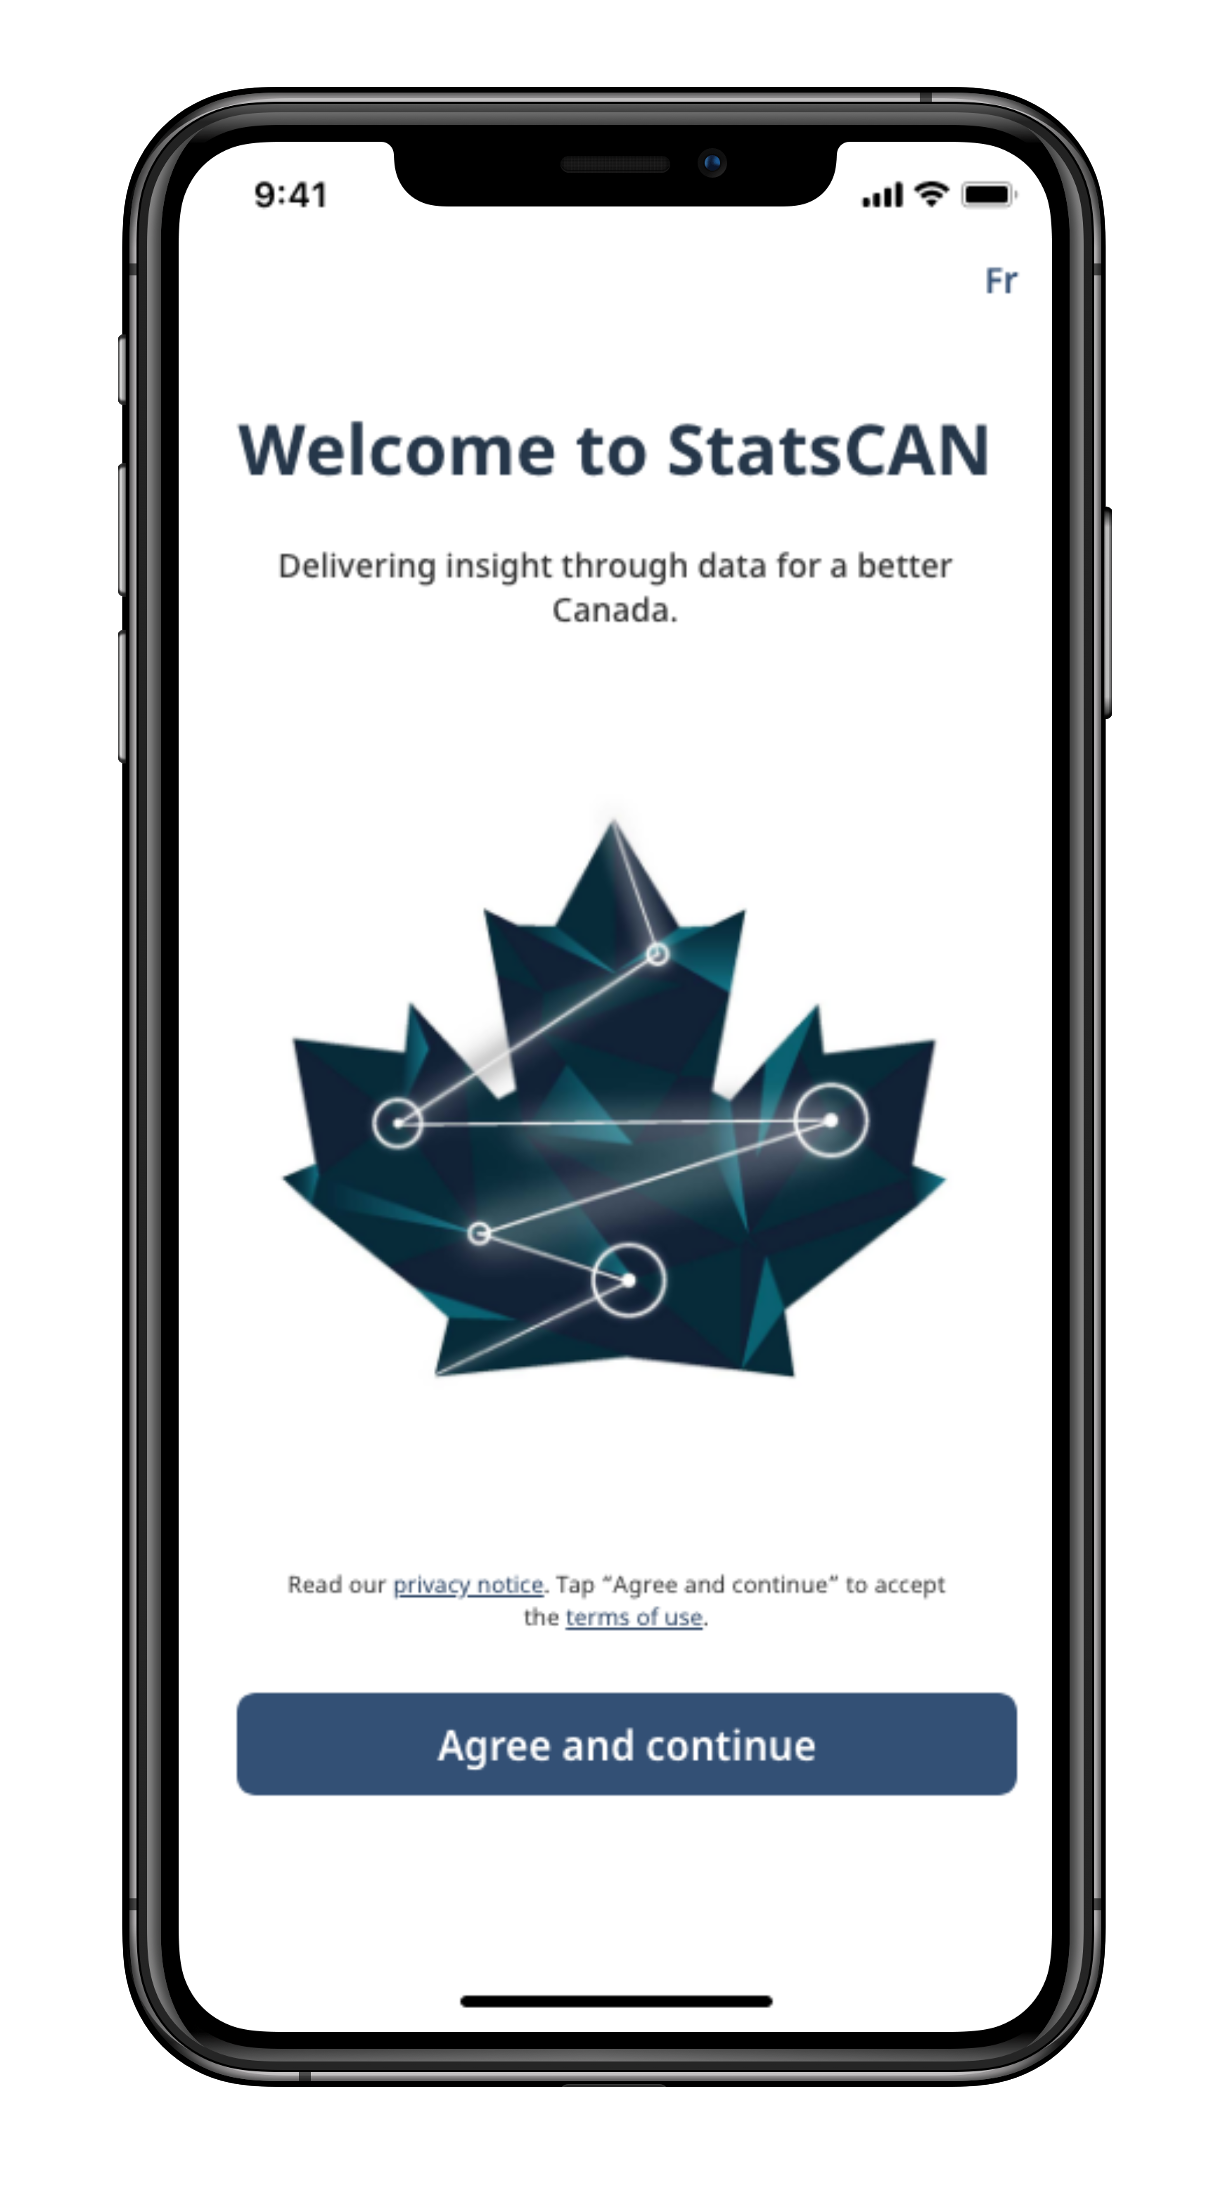 9:41
Fr
Welcome to StatsCAN
Delivering insight through data for a better
Canada.
Read our privacy notice. Tap “Agree and continue” to accept
the terms of use.
Agree and continue